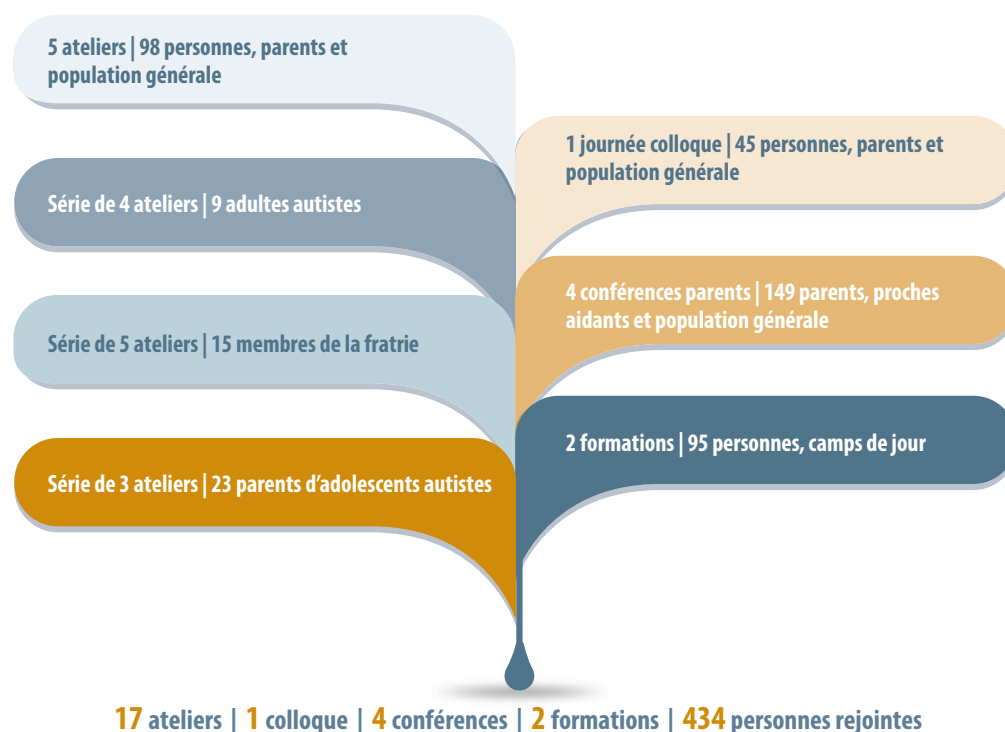 5 ateliers | 98 personnes, parents et
population générale
1 journée colloque | 45 personnes, parents et
population générale
Série de 4 ateliers | 9 adultes autistes
4 conférences parents | 149 parents, proches
aidants et population générale
Série de 5 ateliers | 15 membres de la fratrie
2 formations | 95 personnes, camps de jour
Série de 3 ateliers | 23 parents d’adolescents autistes
17 ateliers | 1 colloque | 4 conférences | 2 formations | 434 personnes rejointes